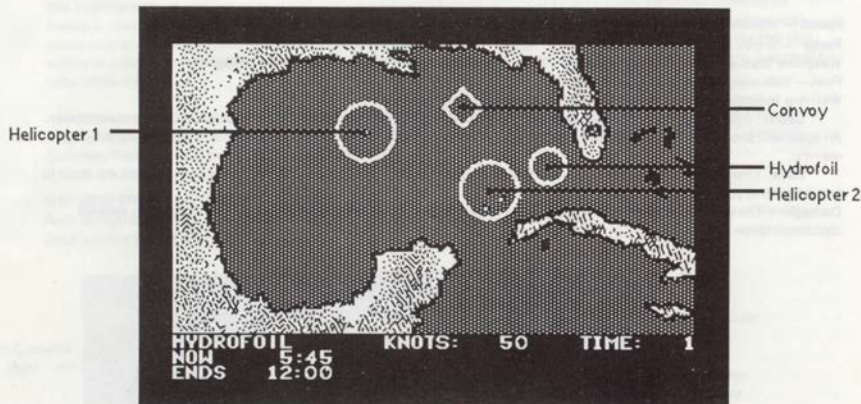 Helicopter 1
Convoy
Hydrofoil
Helicopter 2
HYDROFOIL KNOTS: 50 TIME: 1
NOW 5:45
ENDS 12:00